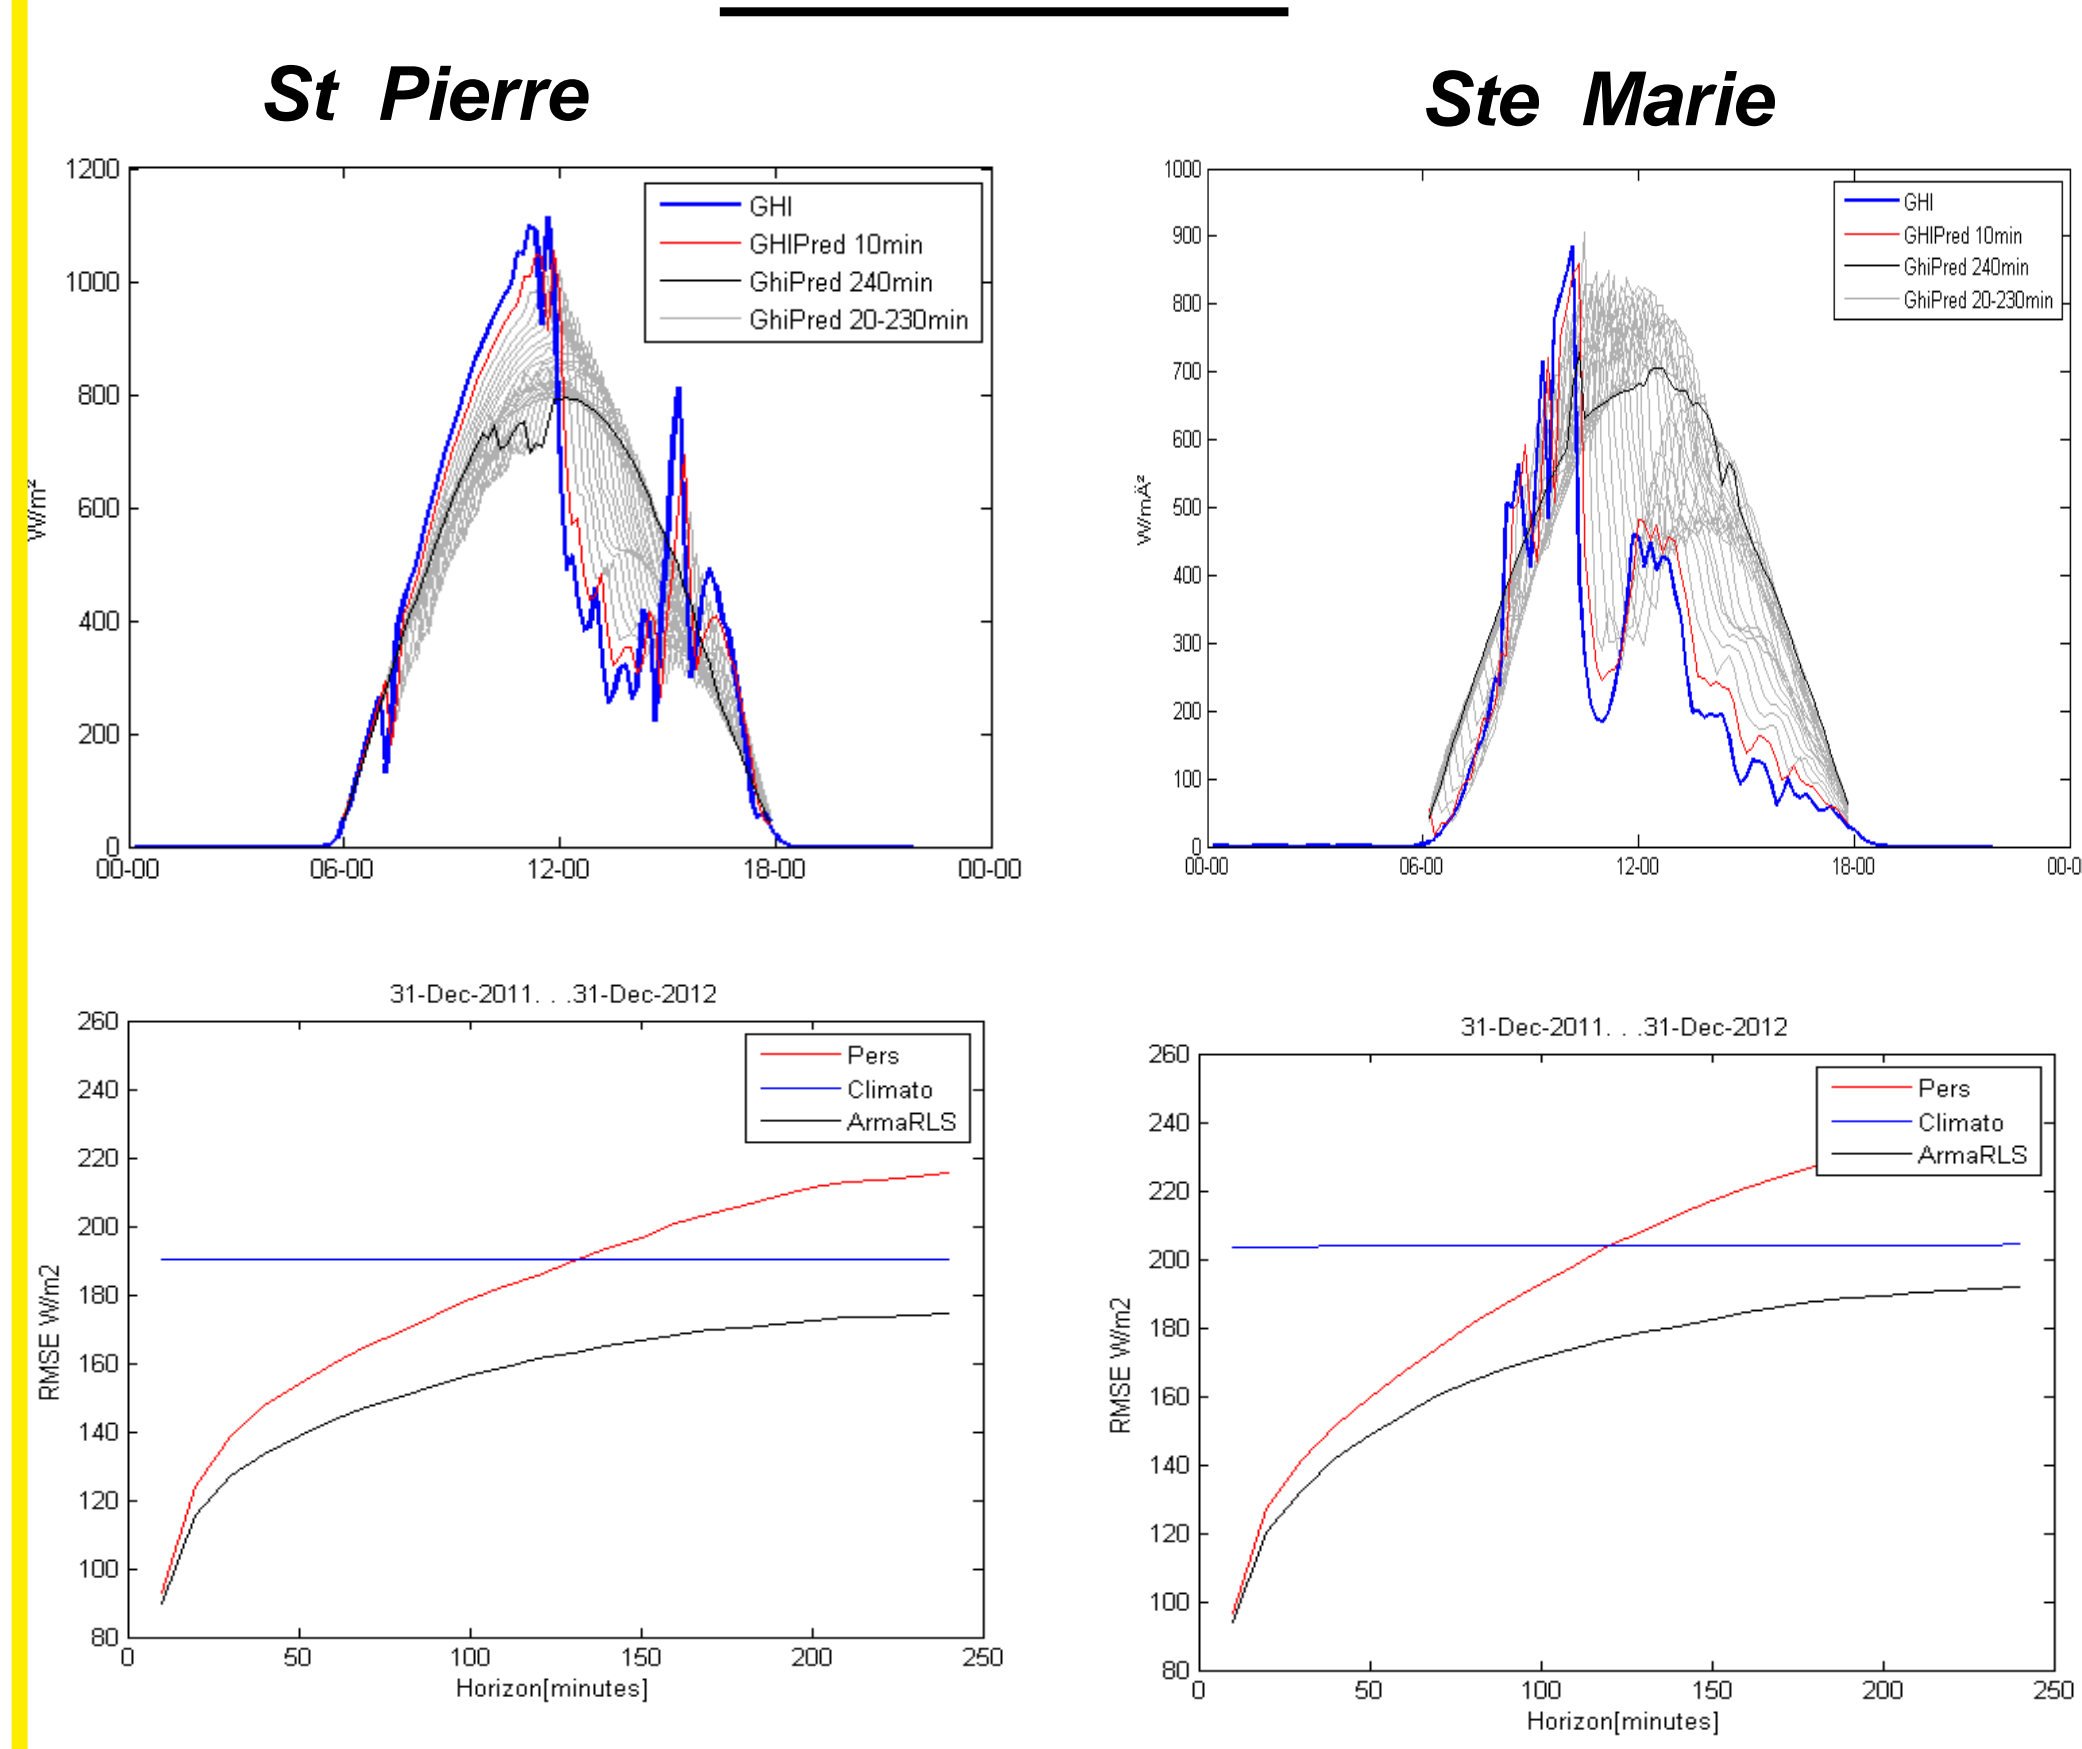 St Pierre
Ste Marie
1200
1000
800
600
400
200
0
W/m²
00-00
06-00
12-00
18-00
00-00
GHI
GHIPred 10min
GhiPred 240min
GhiPred 20-230min
1000
900
800
700
600
500
400
300
200
100
0
W/mÂ²
00-00
06-00
12-00
18-00
00-0
GHI
GHIPred 10min
GhiPred 240min
GhiPred 20-230min
31-Dec-2011. . .31-Dec-2012
260
240
220
200
180
160
140
120
100
80
RMSE W/m2
0
50
100
150
200
250
Horizon[minutes]
Pers
Climato
ArmaRLS
31-Dec-2011. . .31-Dec-2012
260
240
220
200
180
160
140
120
100
80
RMSE W/m2
0
50
100
150
200
250
Horizon[minutes]
Pers
Climato
ArmaRLS